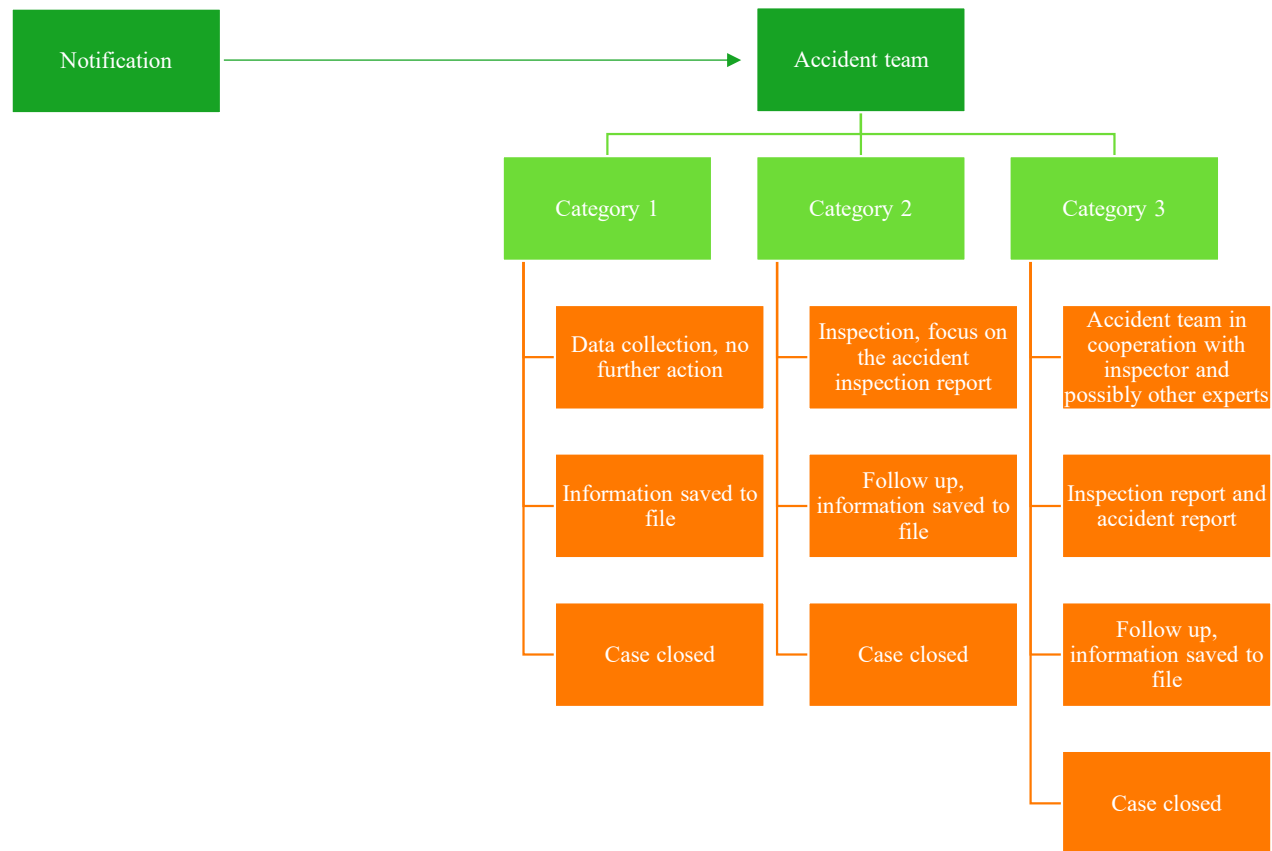 Notification
Accident team
Category 1
Category 2
Category 3
Data collection, no
further action
Information saved to
file
Case closed
Inspection, focus on
the accident
inspection report
Follow up,
information saved to
file
Case closed
Accident team in
cooperation with
inspector and
possibly other experts
Inspection report and
accident report
Follow up,
information saved to
file
Case closed